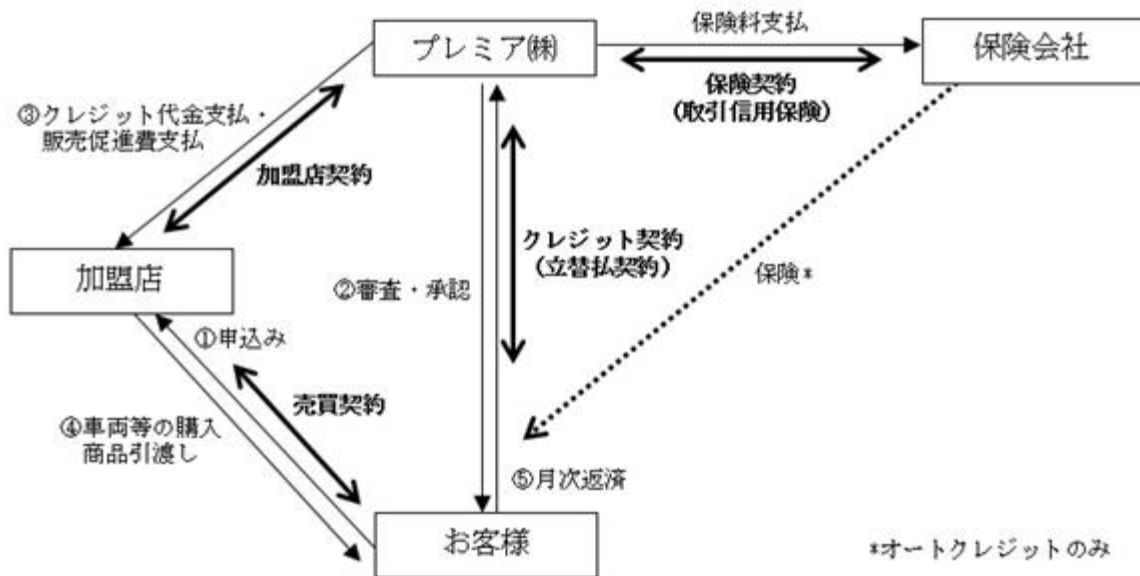 プレミア㈱
保険料支払
保険会社
保険契約
(取引信用保険)
③クレジット代金支払・
販売促進費支払
加盟店契約
加盟店
クレジット契約
(立替払契約)
②審査・承認
保険*
①申込み
売買契約
④車両等の購入
商品引渡し
⑤月次返済
お客様
*オートクレジットのみ